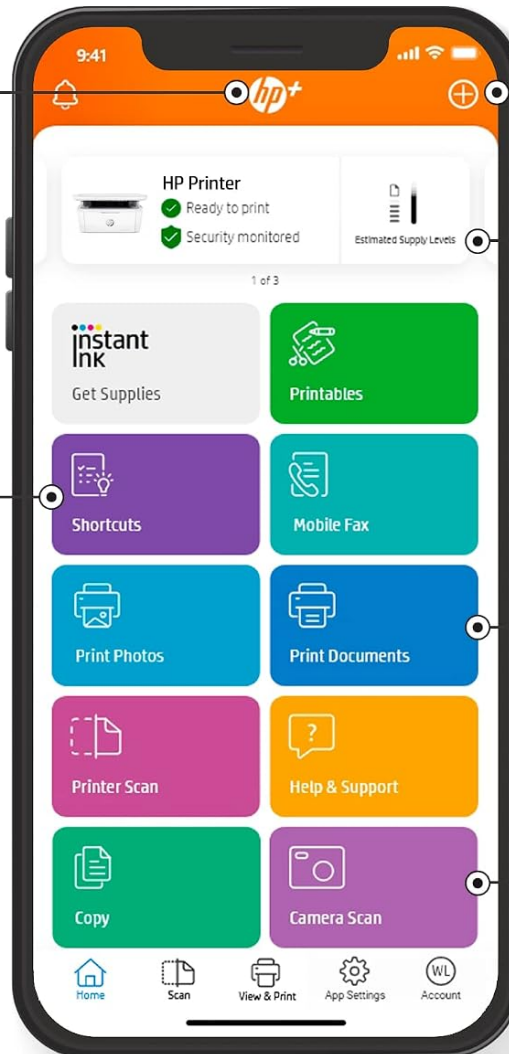 9:41
hp+
HP Printer
Ready to print
Security monitored
Estimated Supply Levels
1 of 3
instant
ink
Get Supplies
Printables
Shortcuts
Mobile Fax
Print Photos
Print Documents
Printer Scan
?
Help & Support
Copy
Camera Scan
Home
Scan
View & Print
App Settings
WL
Account